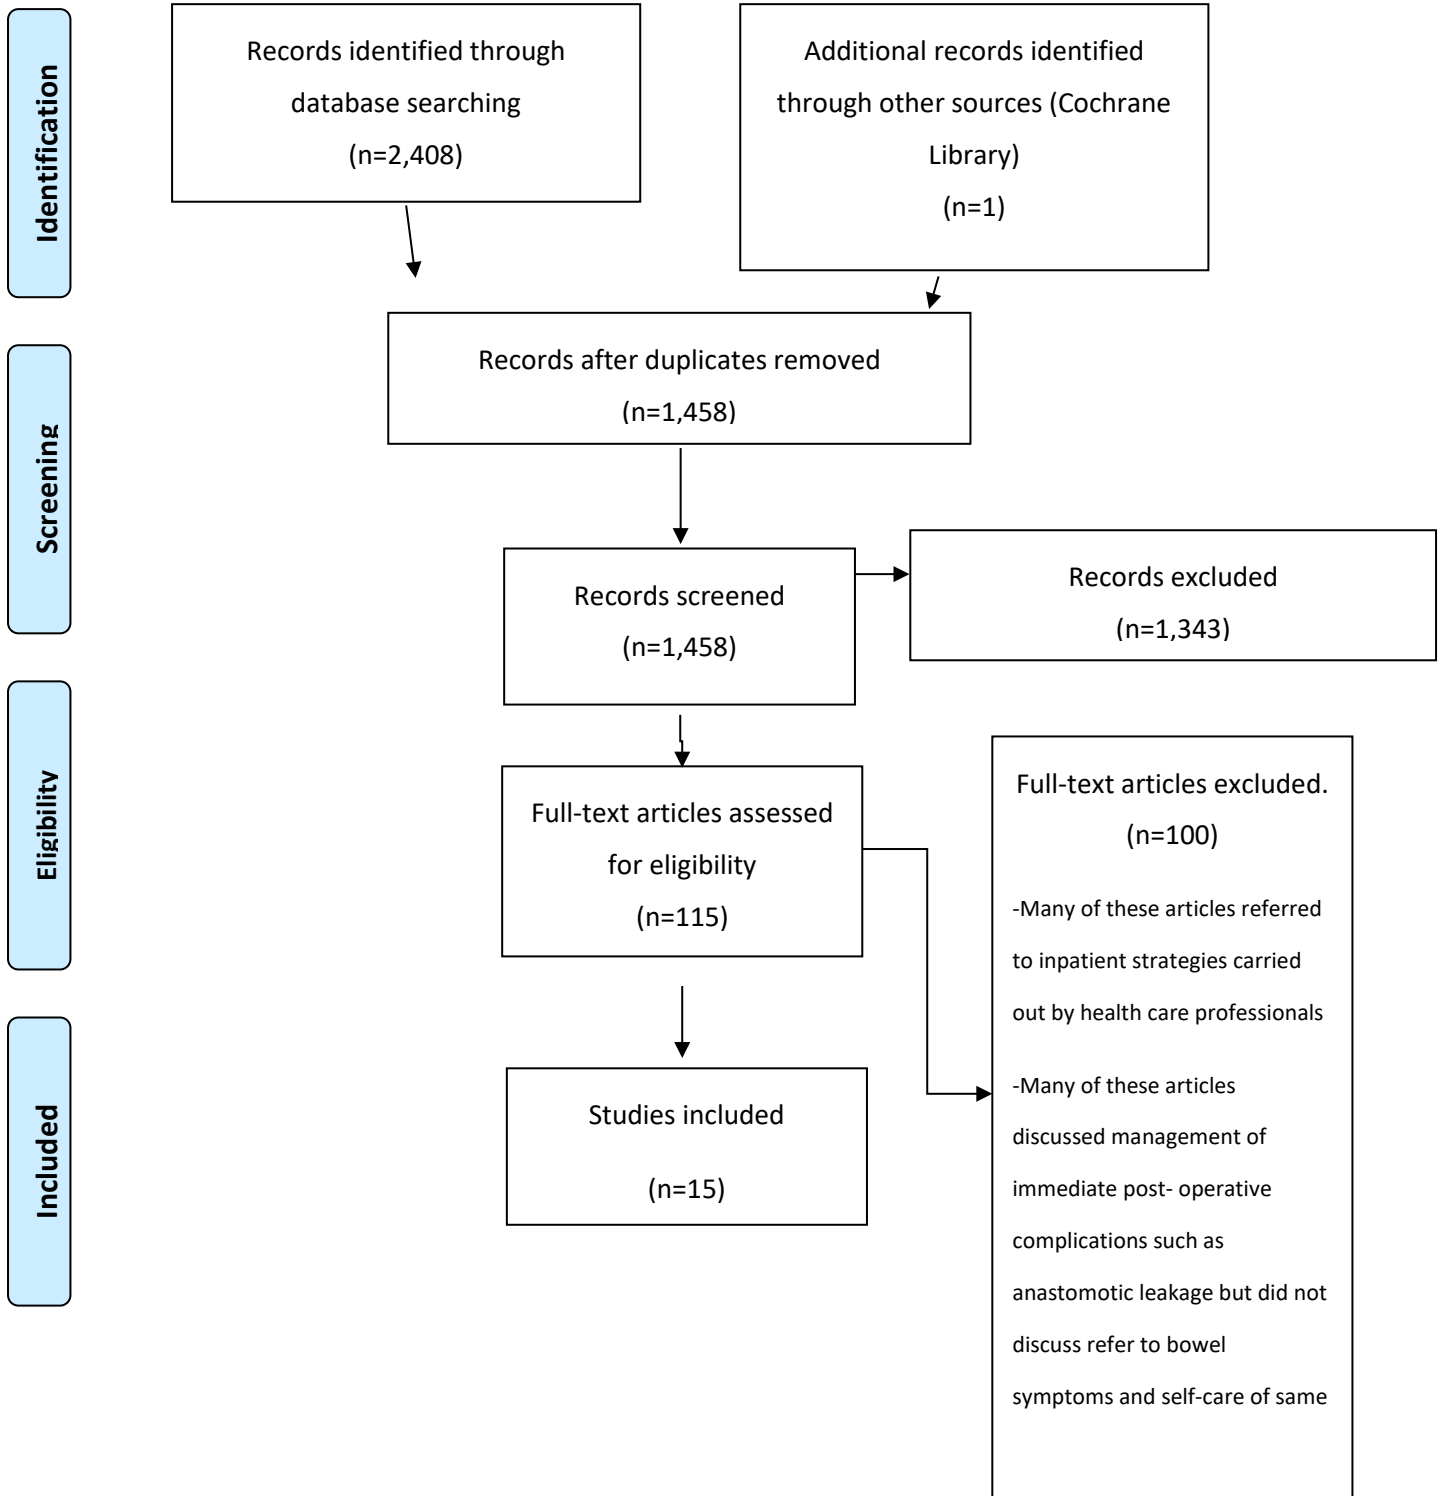 Identification
Records identified through
database searching
(n=2,408)
Additional records identified
through other sources (Cochrane
Library)
(n=1)
Screening
Records after duplicates removed
(n=1,458)
Records screened
(n=1,458)
Records excluded
(n=1,343)
Eligibility
Full-text articles assessed
for eligibility
(n=115)
Full-text articles excluded.
(n=100)
-Many of these articles referred
to inpatient strategies carried
out by health care professionals
-Many of these articles
discussed management of
immediate post- operative
complications such as
anastomotic leakage but did not
discuss refer to bowel
symptoms and self-care of same
Included
Studies included
(n=15)